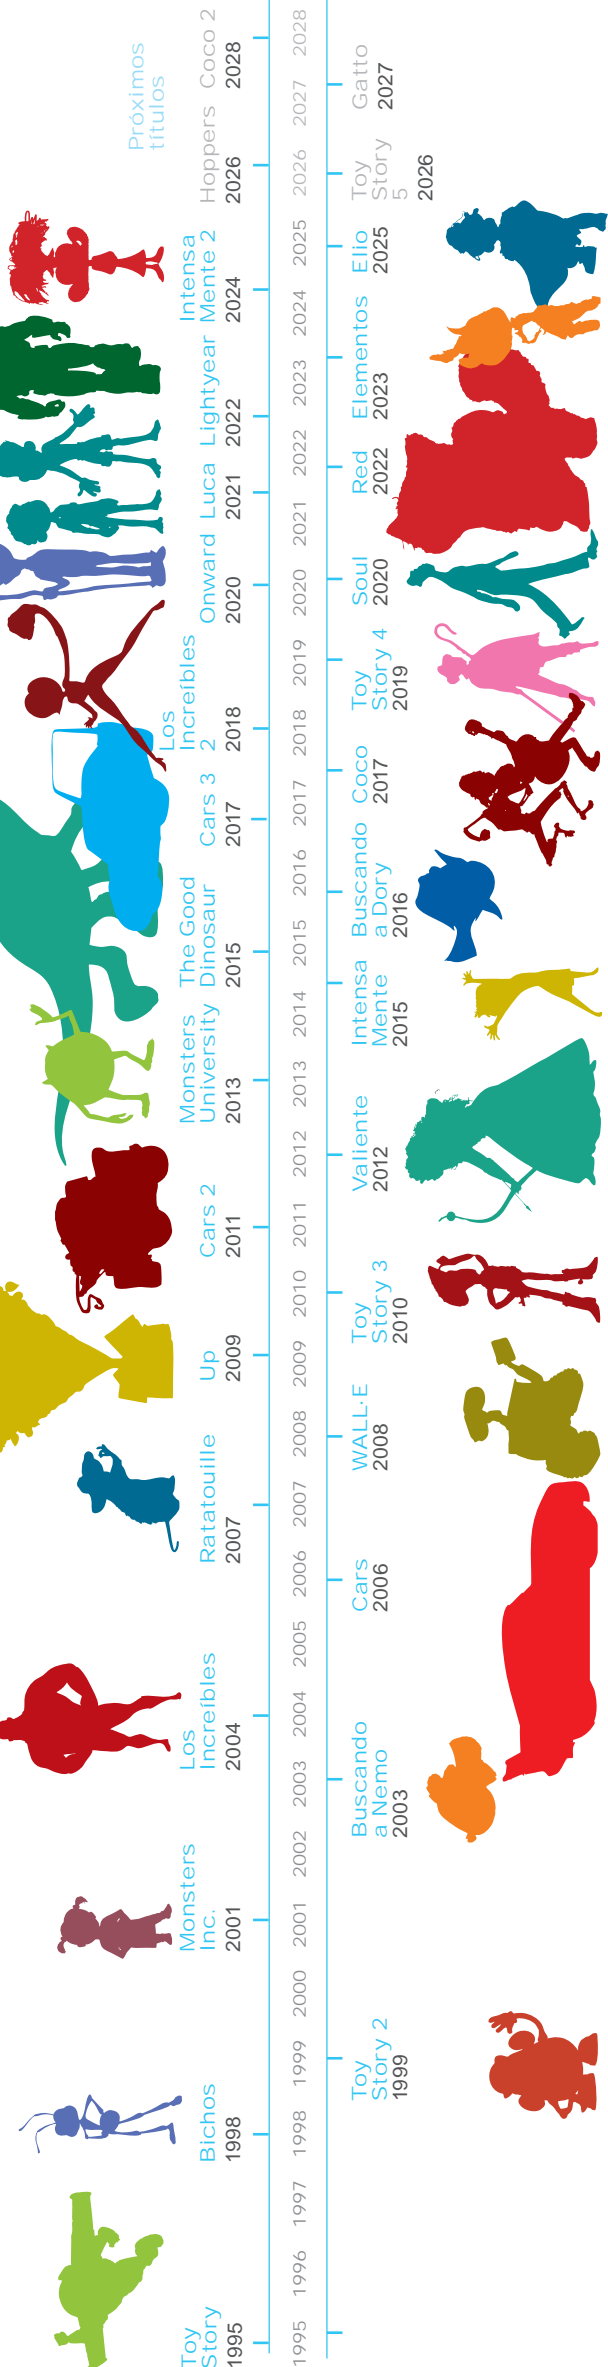 Toy
Story
1995
Bichos
1998
Monsters
Inc.
2001
Los
Increíbles
2004
Ratatouille
2007
Up
2009
Cars 2
2011
Monsters
University
2013
The Good
Dinosaur
2015
Cars 3
2017
Los
Increíbles
2
2018
Onward
2020
Luca
2021
Lightyear
2022
Intensa
Mente 2
2024
Próximos
títulos
Hoppers
2026
Coco 2
2028
1995
1996
1997
1998
1999
2000
2001
2002
2003
2004
2005
2006
2007
2008
2009
2010
2011
2012
2013
2014
2015
2016
2017
2018
2019
2020
2021
2022
2023
2024
2025
2026
2027
2028
Toy
Story 2
1999
Buscando
a Nemo
2003
Cars
2006
WALL·E
2008
Toy
Story 3
2010
Valiente
2012
Intensa
Mente
2015
Buscando
a Dory
2016
Coco
2017
Toy
Story 4
2019
Soul
2020
Red
2022
Elementos
2023
Elio
2025
Toy
Story
5
2026
Gatto
2027